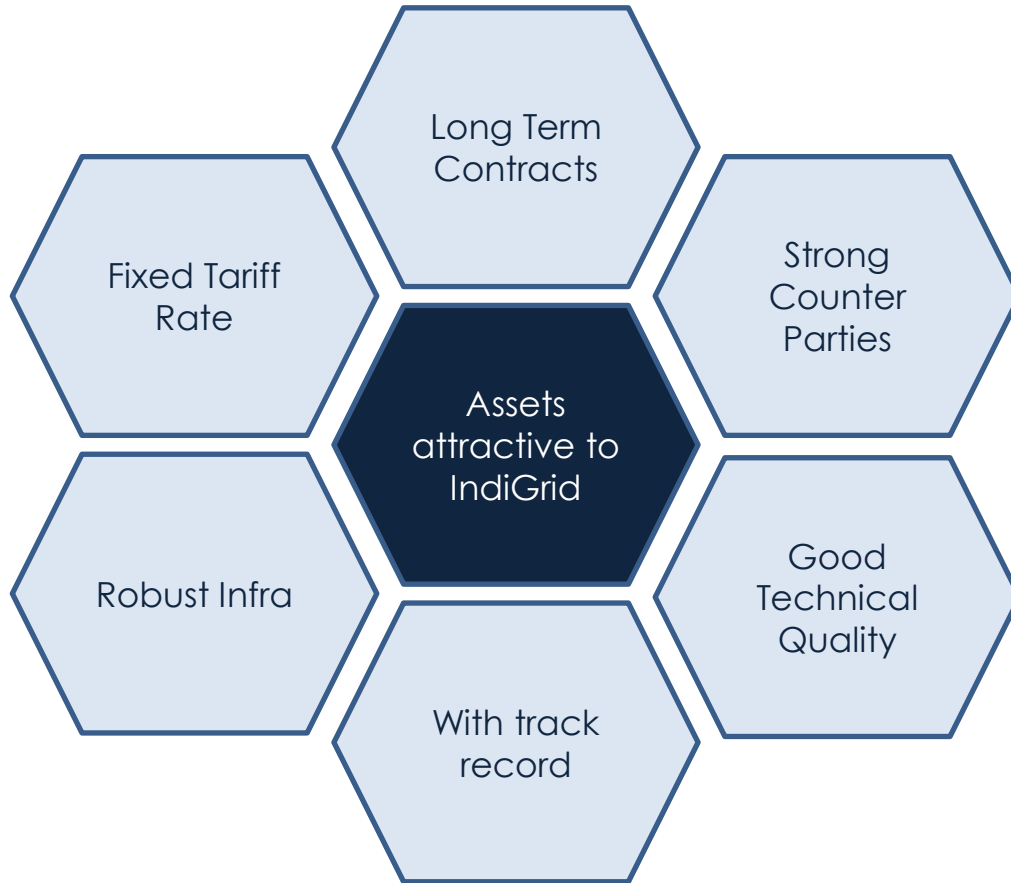 Long Term
Contracts
Fixed Tariff
Rate
Strong
Counter
Parties
Assets
attractive to
IndiGrid
Robust Infra
Good
Technical
Quality
With track
record